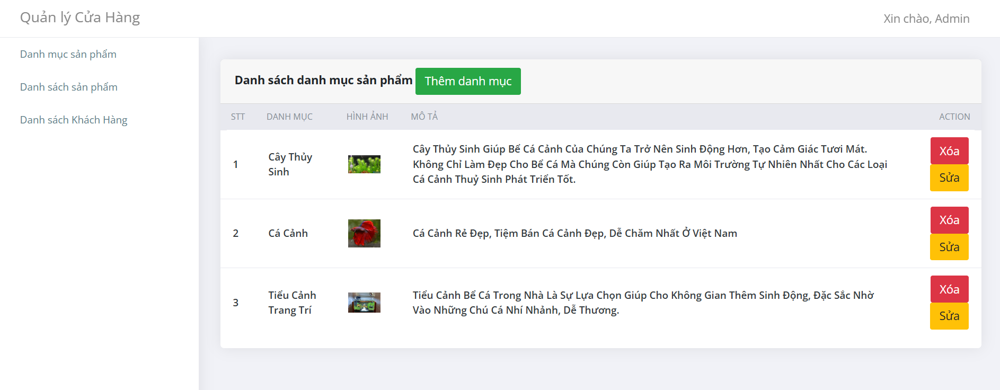 Quản lý Cửa Hàng
Xin chào, Admin
Danh mục sản phẩm
Danh sách sản phẩm
Danh sách Khách Hàng
Danh sách danh mục sản phẩm
Thêm danh mục
STT DANH MỤC HÌNH ẢNH MÔ TẢ ACTION
1
Cây Thủy
Sinh
Cây Thủy Sinh Giúp Bể Cá Cảnh Của Chúng Ta Trở Nên Sinh Động Hơn, Tạo Cảm Giác Tươi Mát.
Không Chỉ Làm Đẹp Cho Bể Cá Mà Chúng Còn Giúp Tạo Ra Môi Trường Tự Nhiên Nhất Cho Các Loại
Cá Cảnh Thuỷ Sinh Phát Triển Tốt.
Xóa
Sửa
2
Cá Cảnh
Cá Cảnh Rẻ Đẹp, Tiệm Bán Cá Cảnh Đẹp, Dễ Chăm Nhất Ở Việt Nam
Xóa
Sửa
3
Tiểu Cảnh
Trang Trí
Tiểu Cảnh Bể Cá Trong Nhà Là Sự Lựa Chọn Giúp Cho Không Gian Thêm Sinh Động, Đặc Sắc Nhờ
Vào Những Chú Cá Nhí Nhảnh, Dễ Thương.
Xóa
Sửa